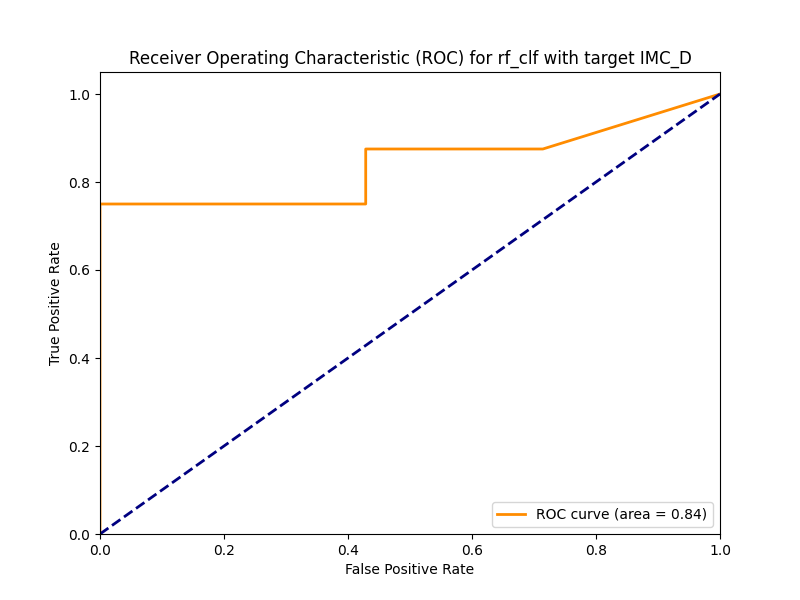 Receiver Operating Characteristic (ROC) for rf_clf with target IMC_D
True Positive Rate
1.0
0.8
0.6
0.4
0.2
0.0
0.0 0.2 0.4 0.6 0.8 1.0
False Positive Rate
ROC curve (area = 0.84)